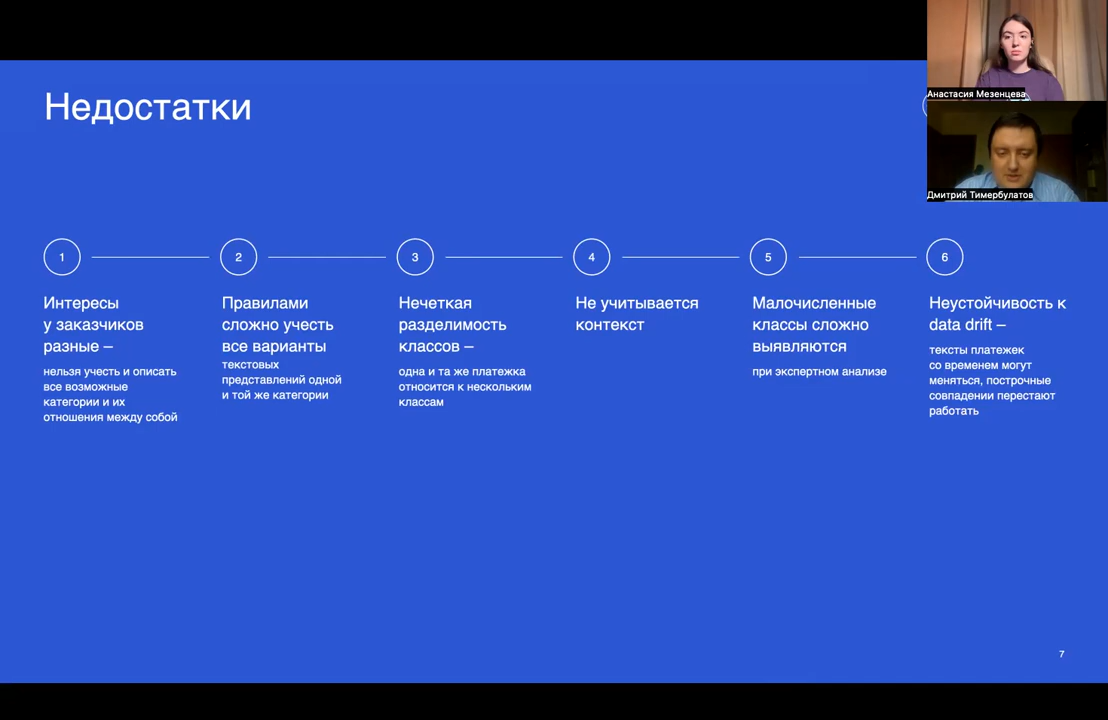 Недостатки
Анастасия Мезенцева
Дмитрий Тимербулатов
1
Интересы
у заказчиков
разные –
нельзя учесть и описать
все возможные
категории и их
отношения между собой
2
Правилами
сложно учесть
все варианты
текстовых
представлений одной
и той же категории
3
Нечеткая
разделимость
классов –
одна и та же платежка
относится к нескольким
классам
4
Не учитывается
контекст
5
Малочисленные
классы сложно
выявляются
при экспертном анализе
6
Неустойчивость к
data drift –
тексты платежек
со временем могут
меняться, построчные
совпадении перестают
работать
7